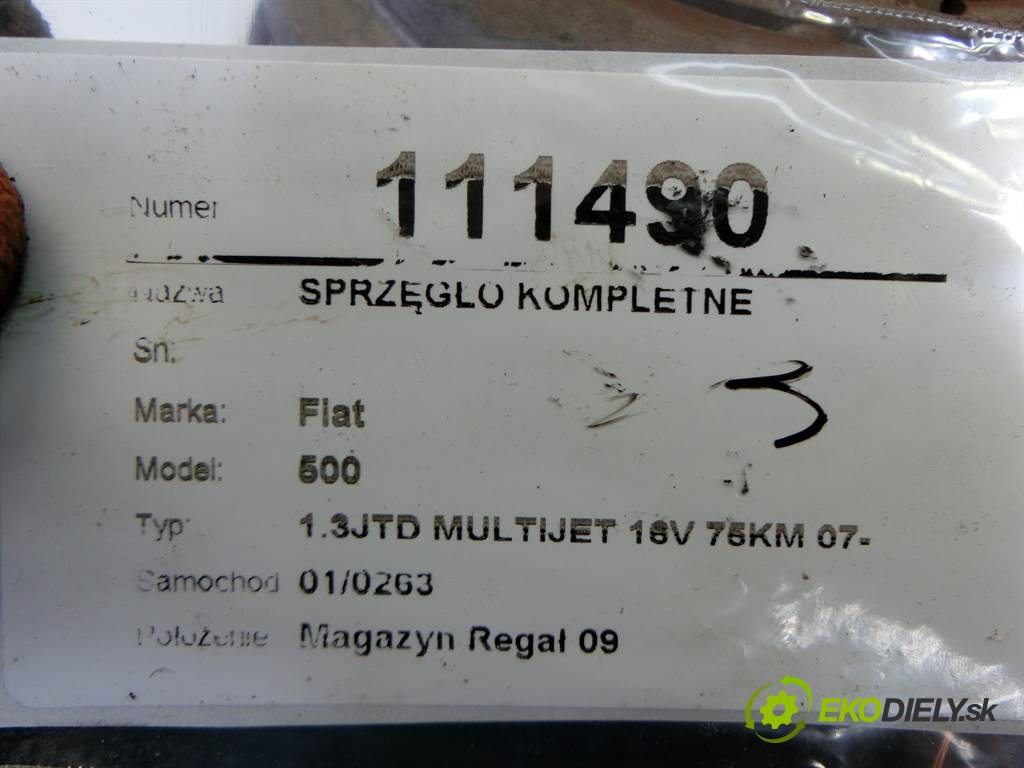 Numer 111490
Nazwa SPRZĘGŁO KOMPLETNE
Sn:
Marka: Fiat
Model: 500
Typ: 1.3JTD MULTIJET 16V 75KM 07-
Samochod 01/0263
Położenie Magazyn Regał 09
3
EKODIELY.sk